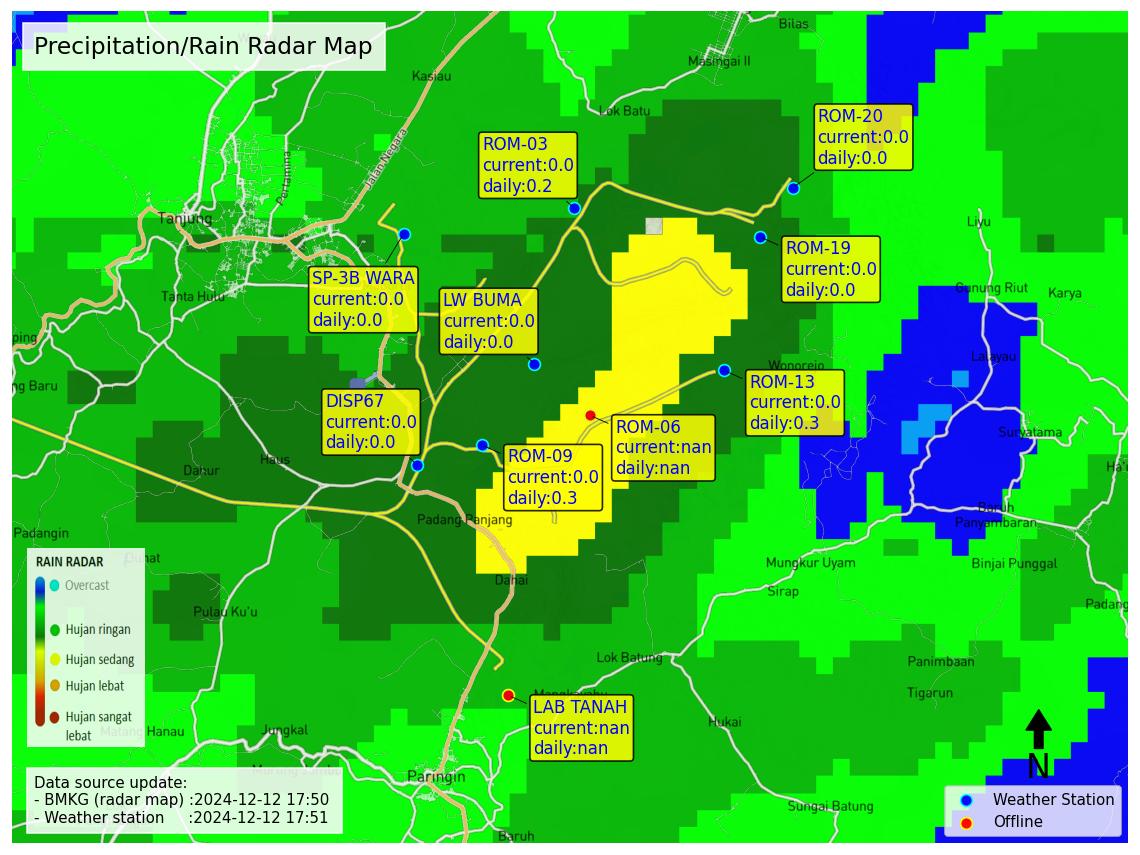 Precipitation/Rain Radar Map
Bilas
Masingai II
Kasiau
Lok Batu
ROM-20
current:0.0
daily:0.0
ROM-03
current:0.0
daily:0.2
Jalan Negara
Pertamina
Tanjung
Liyu
ROM-19
current:0.0
daily:0.0
SP-3B WARA
current:0.0
daily:0.0
Tanta Hulu
LW BUMA
current:0.0
daily:0.0
Gunung Riut
Karya
ping
Lalayau
Wonorejo
ng Baru
ROM-13
current:0.0
daily:0.3
DISP67
current:0.0
daily:0.0
ROM-06
current:nan
daily:nan
Suryatama
Haus
Dahur
ROM-09
current:0.0
daily:0.3
Padang Panjang
Baruh
Panyambaran
Padangin
Mungkur Uyam
Binjai Punggal
Dahai
Sirap
Padang
Pulau Ku'u
RAIN RADAR
Overcast
Hujan ringan
Hujan sedang
Hujan lebat
Hujan sangat
lebat
Lok Batung
Panimbaan
Tigarun
LAB TANAH
current:nan
daily:nan
Hukai
Jungkal
Paringin
Sungai Batung
Baruh
Data source update:
- BMKG (radar map) :2024-12-12 17:50
- Weather station :2024-12-12 17:51
N
Weather Station
Offline